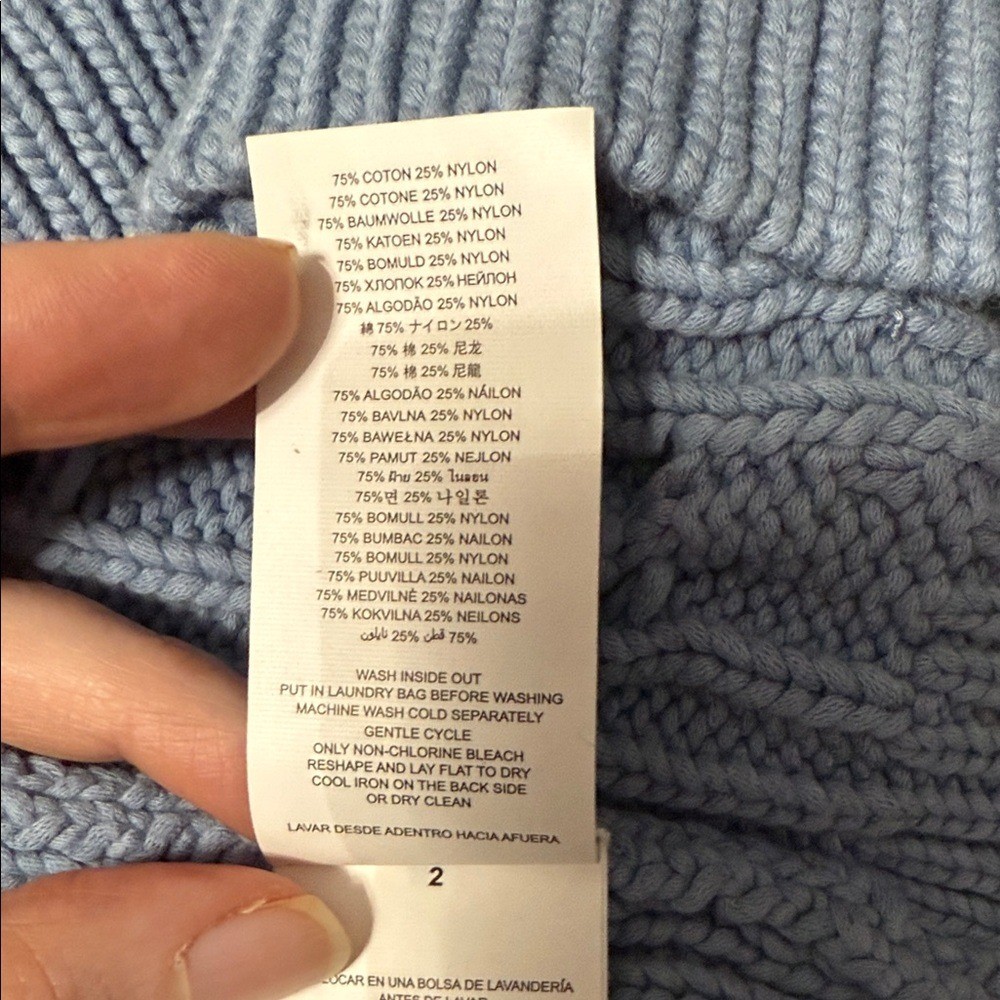 75% COTON 25% NYLON
75% COTONE 25% NYLON
75% BAUMWOLLE 25% NYLON
75% KATOEN 25% NYLON
75% BOMULD 25% NYLON
75% ХЛОПОК 25% НЕЙЛОН
75% ALGODÃO 25% NYLON
綿 75% ナイロン 25%
75% 棉 25% 尼龙
75% 棉 25% 尼龍
75% ALGODÃO 25% NÁILON
75% BAVLNA 25% NYLON
75% BAWEŁNA 25% NYLON
75% PAMUT 25% NEJLON
75% ฝ้าย 25% ไนลอน
75%면 25% 나일론
75% BOMULL 25% NYLON
75% BUMBAC 25% NAILON
75% BOMULL 25% NYLON
75% PUUVILLA 25% NAILON
75% MEDVILNĖ 25% NAILONAS
75% KOKVILNA 25% NEILONS
75% قطن 25% نايلون
WASH INSIDE OUT
PUT IN LAUNDRY BAG BEFORE WASHING
MACHINE WASH COLD SEPARATELY
GENTLE CYCLE
ONLY NON-CHLORINE BLEACH
RESHAPE AND LAY FLAT TO DRY
COOL IRON ON THE BACK SIDE
OR DRY CLEAN
LAVAR DESDE ADENTRO HACIA AFUERA
2
EN UNA BOLSA DE LAVANDERÍA
ANTES DE LAVAR